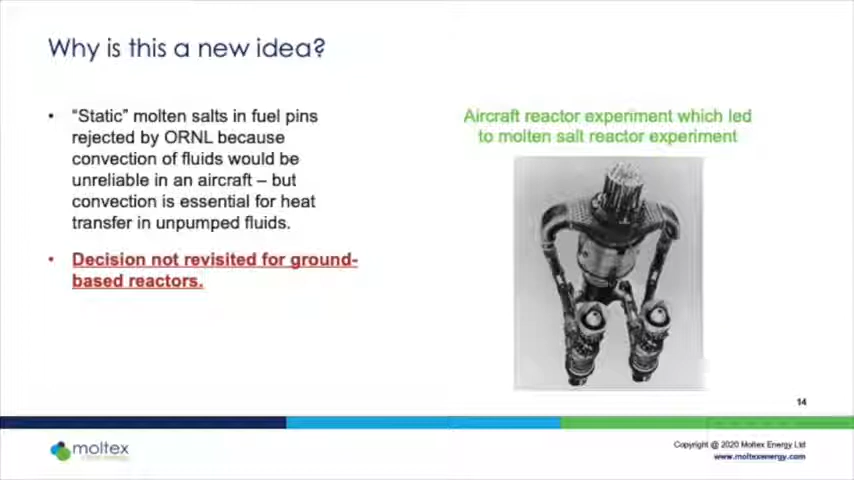 Why is this a new idea?
• "Static" molten salts in fuel pins
rejected by ORNL because
convection of fluids would be
unreliable in an aircraft – but
convection is essential for heat
transfer in unpumped fluids.
• Decision not revisited for ground-
based reactors.
Aircraft reactor experiment which led
to molten salt reactor experiment
14
moltex
Copyright @ 2020 Moltex Energy Ltd
www.moltexenergy.com